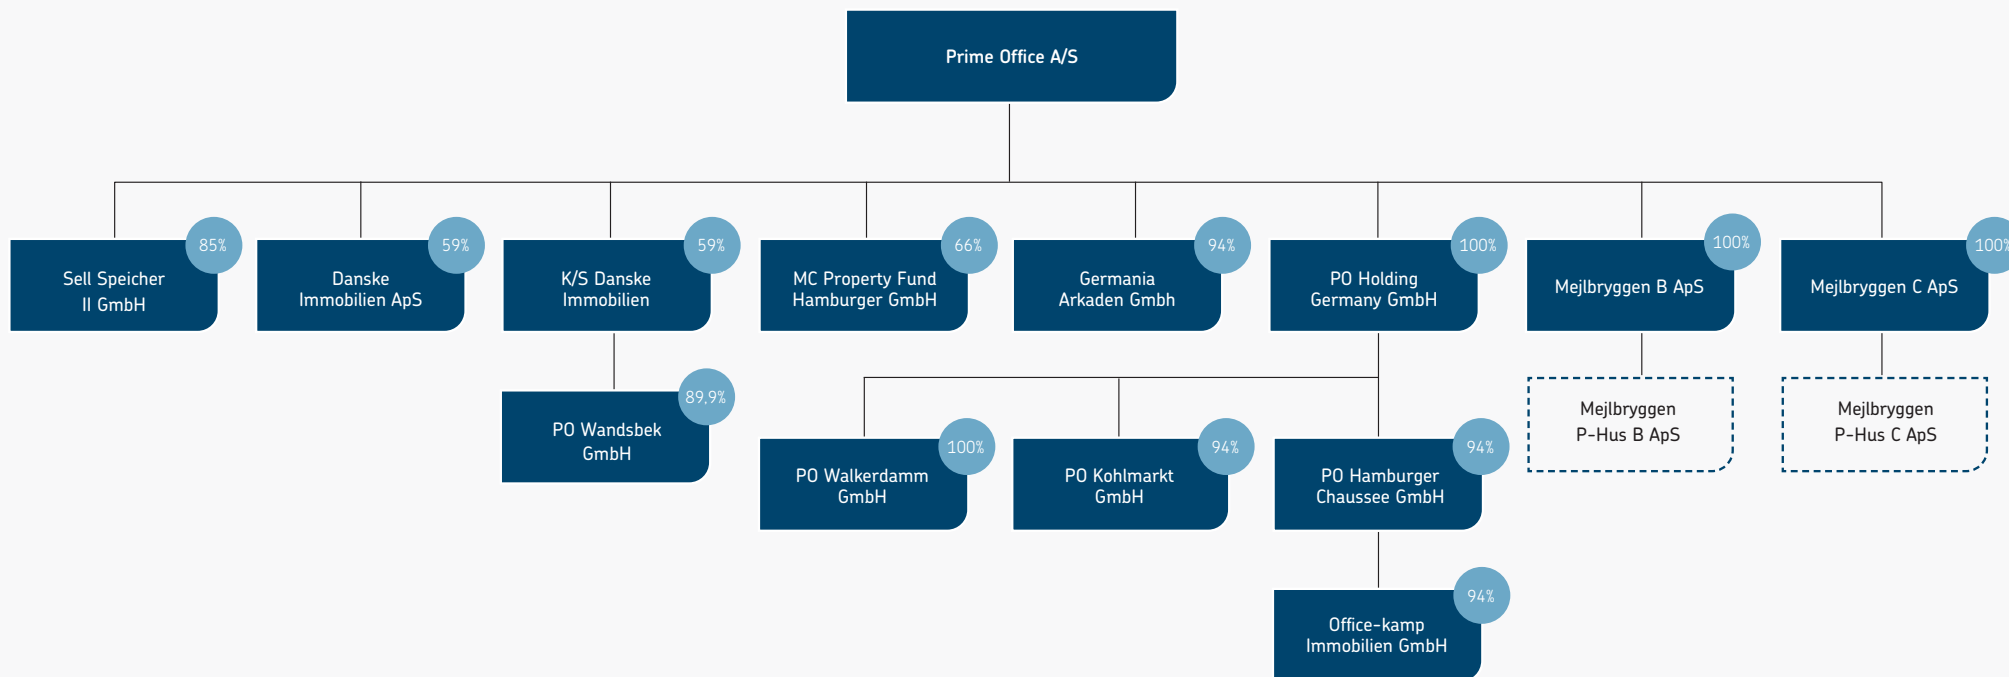 Prime Office A/S
85%
Sell Speicher
II GmbH
59%
Danske
Immobilien ApS
59%
K/S Danske
Immobilien
66%
MC Property Fund
Hamburger GmbH
94%
Germania
Arkaden Gmbh
100%
PO Holding
Germany GmbH
100%
Mejlbryggen B ApS
100%
Mejlbryggen C ApS
89,9%
PO Wandsbek
GmbH
100%
PO Walkerdamm
GmbH
94%
PO Kohlmarkt
GmbH
94%
PO Hamburger
Chaussee GmbH
Mejlbryggen
P-Hus B ApS
Mejlbryggen
P-Hus C ApS
94%
Office-kamp
Immobilien GmbH